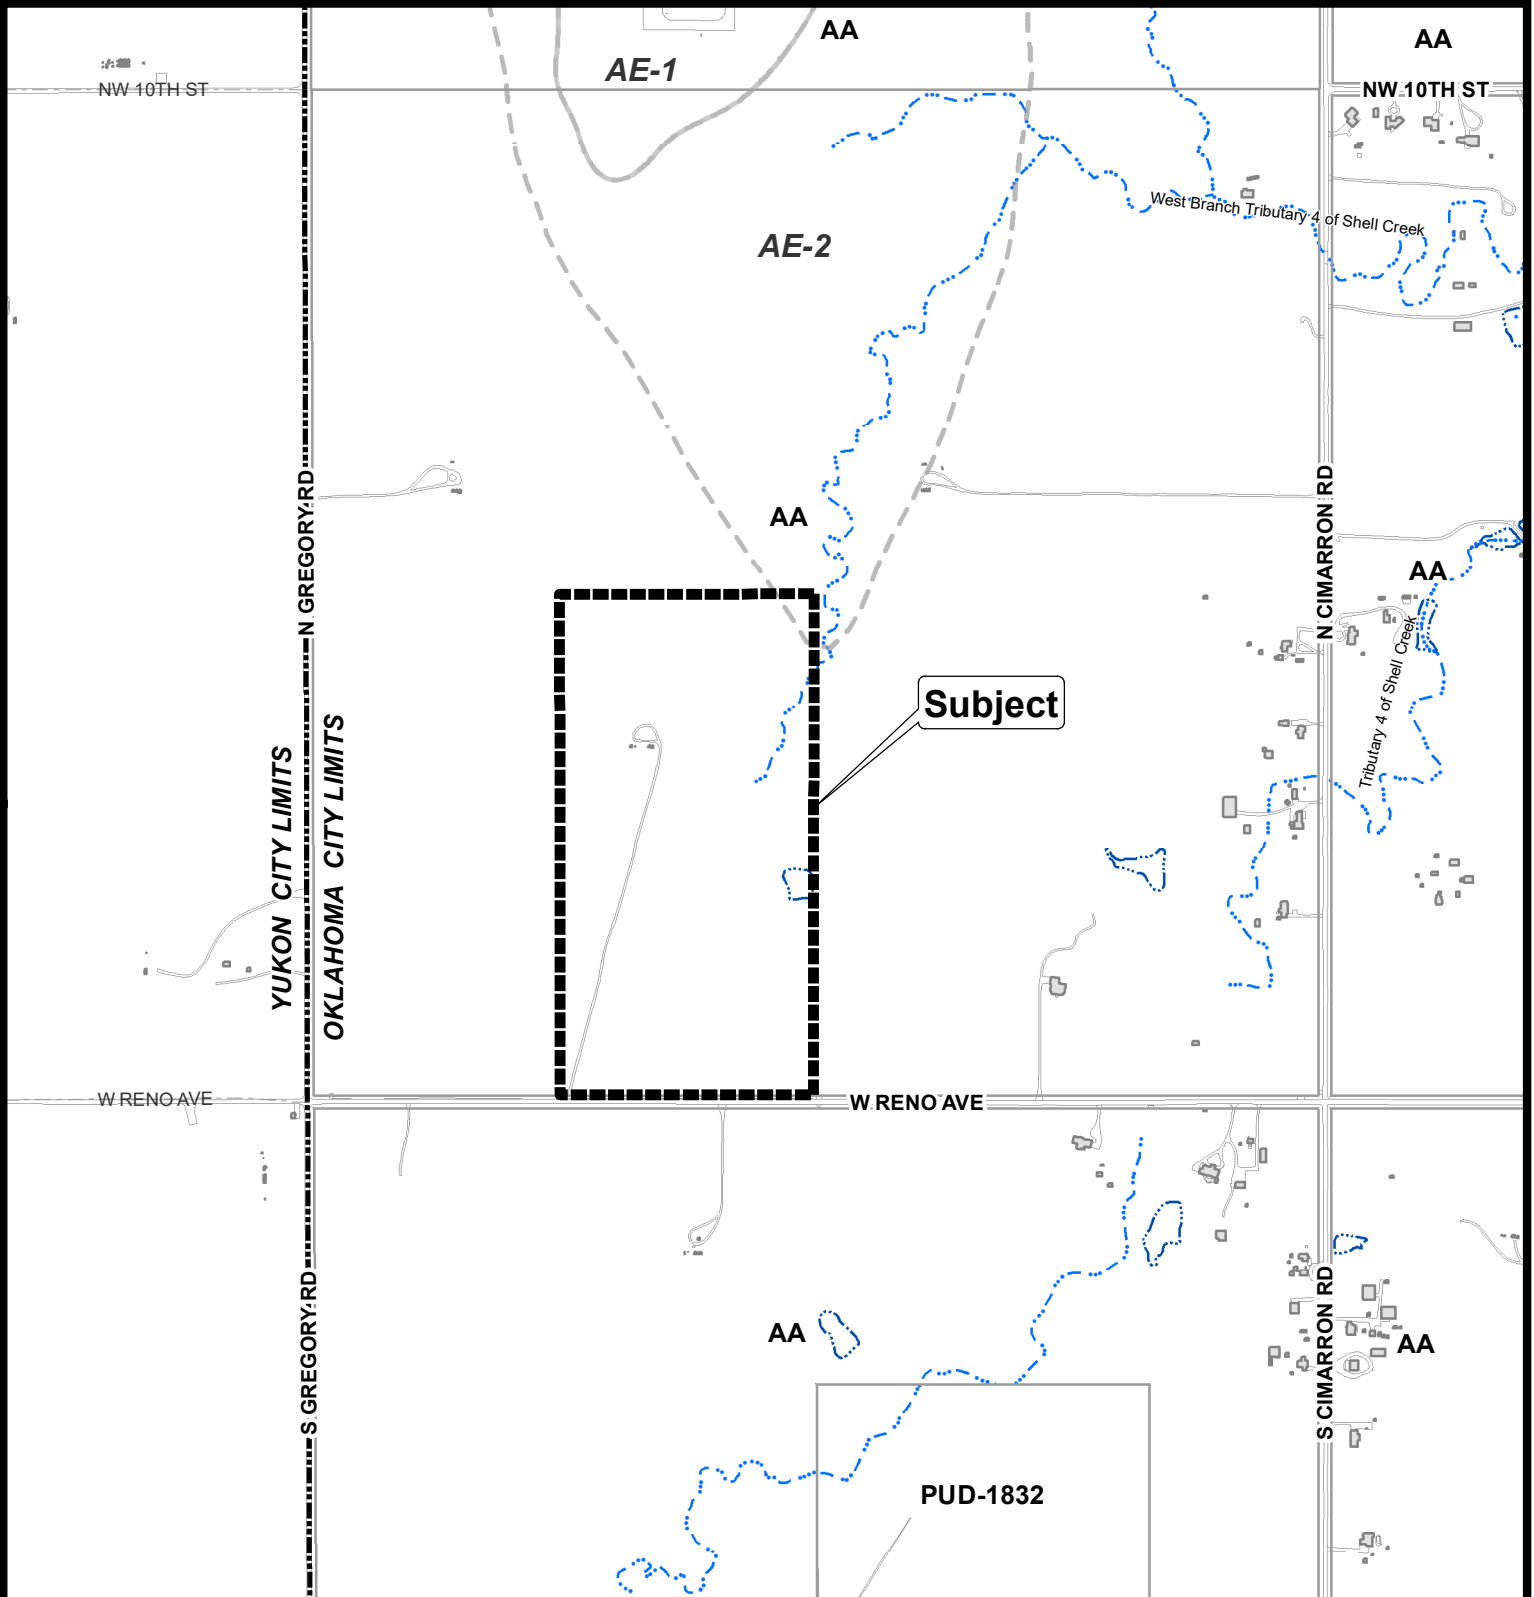 AA
AA
AE-1
NW 10TH ST
NW 10TH ST
West Branch Tributary 4 of Shell Creek
AE-2
N GREGORY RD
N CIMARRON RD
AA
AA
Tributary 4 of Shell Creek
Subject
YUKON CITY LIMITS
OKLAHOMA CITY LIMITS
W RENO AVE
W RENO AVE
S GREGORY RD
S CIMARRON RD
AA
AA
PUD-1832